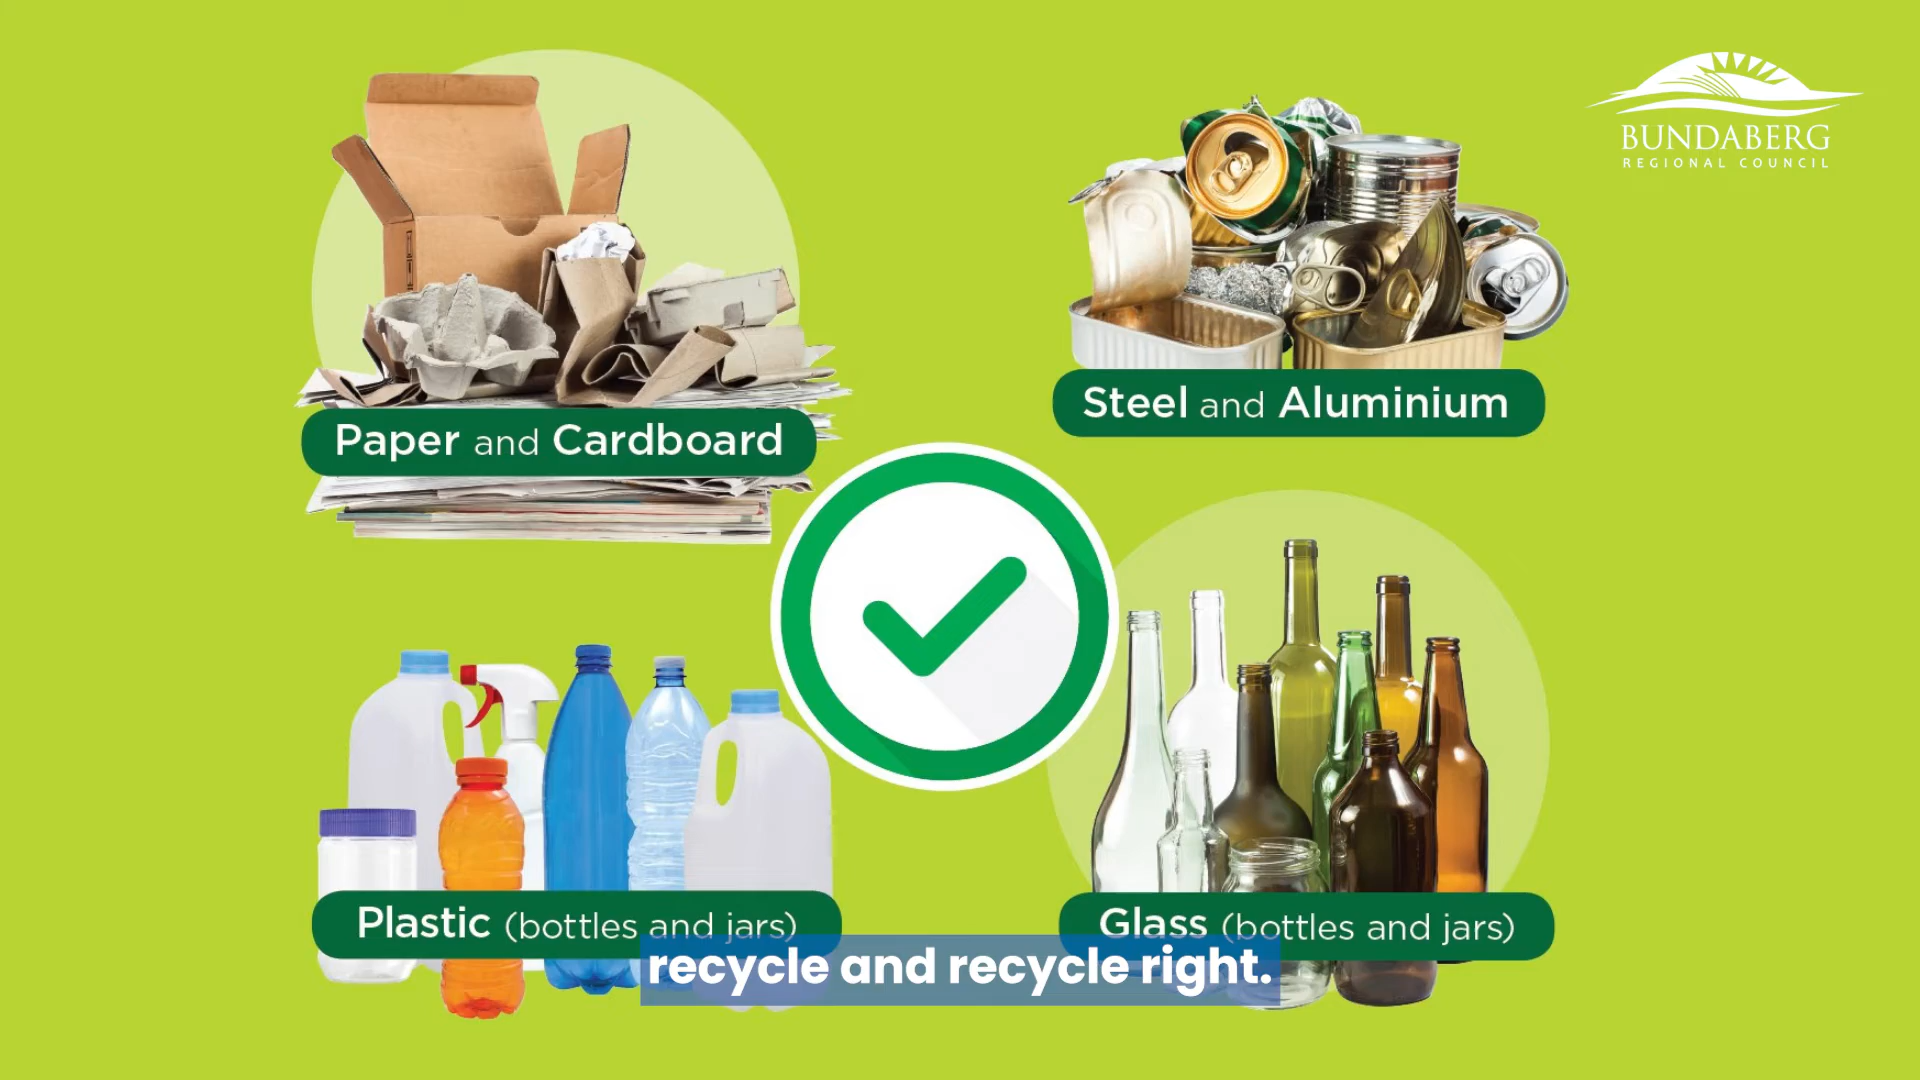 BUNDABERG
REGIONAL COUNCIL
Steel and Aluminium
Paper and Cardboard
Plastic (bottles and jars)
Glass (bottles and jars)
recycle and recycle right.